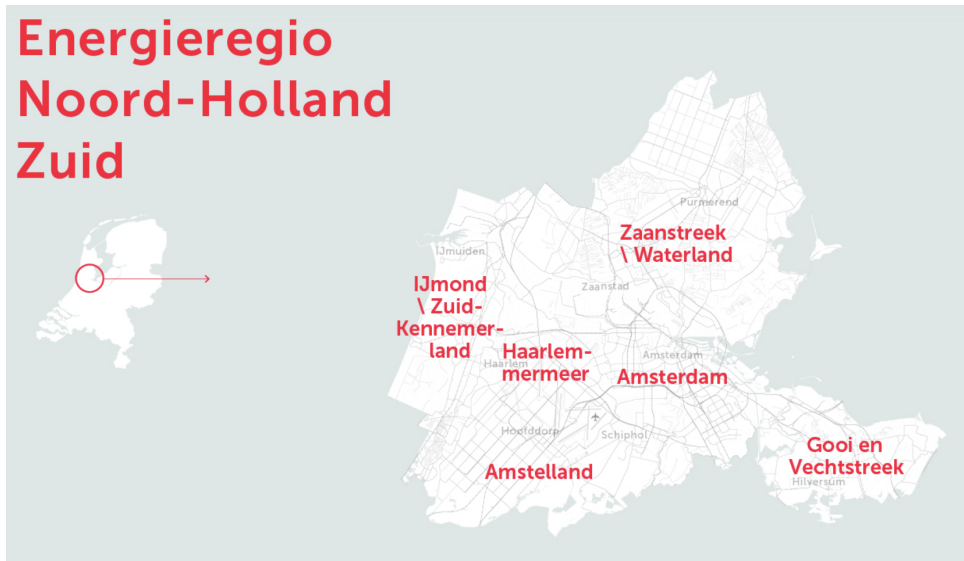 Energieregio
Noord-Holland
Zuid
Purmerend
Zaanstreek
\ Waterland
IJmuiden
Zaanstad
IJmond
\ Zuid-
Kennemer-
land
Haarlem-
mermeer
Haarlem
Amsterdam
Amsterdam
Hoofddorp
Schiphol
Amstelland
Gooi en
Vechtstreek
Hilversum